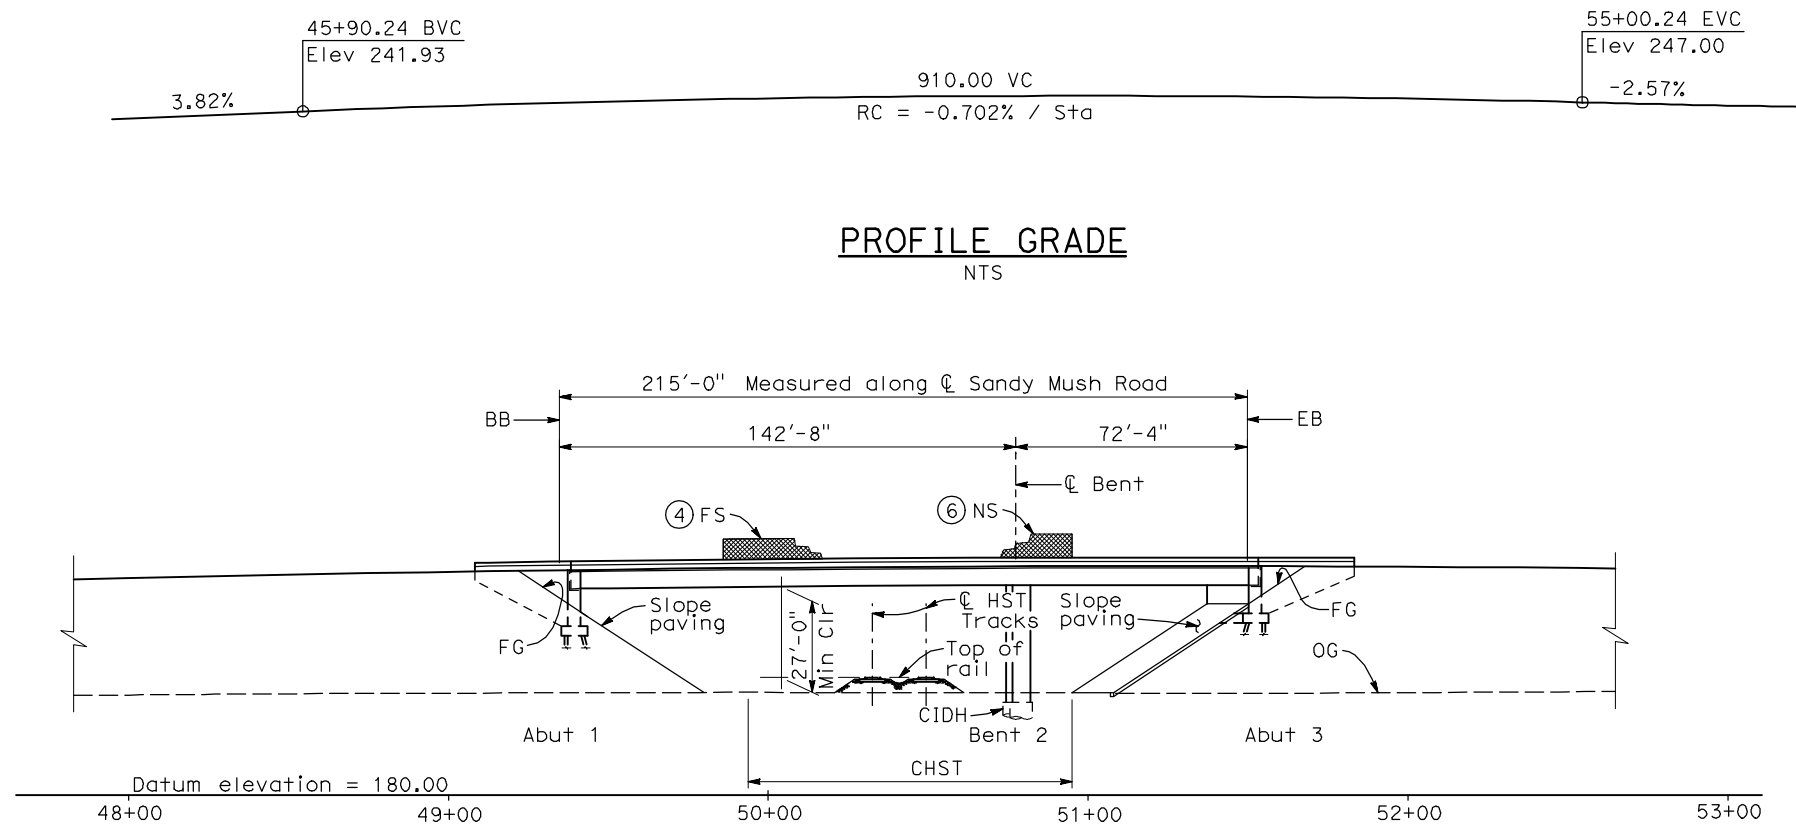 45+90.24 BVC
Elev 241.93
55+00.24 EVC
Elev 247.00
3.82%
910.00 VC
RC = -0.702% / Sta
-2.57%
PROFILE GRADE
NTS
215'-0" Measured along ℄ Sandy Mush Road
BB
EB
142'-8"
72'-4"
℄ Bent
4 FS
6 NS
27'-0"
Min Clr
℄ HST
Tracks
Slope
paving
Slope
paving
FG
FG
Top of
rail
OG
CIDH
Abut 1
Bent 2
Abut 3
CHST
Datum elevation = 180.00
48+00
49+00
50+00
51+00
52+00
53+00